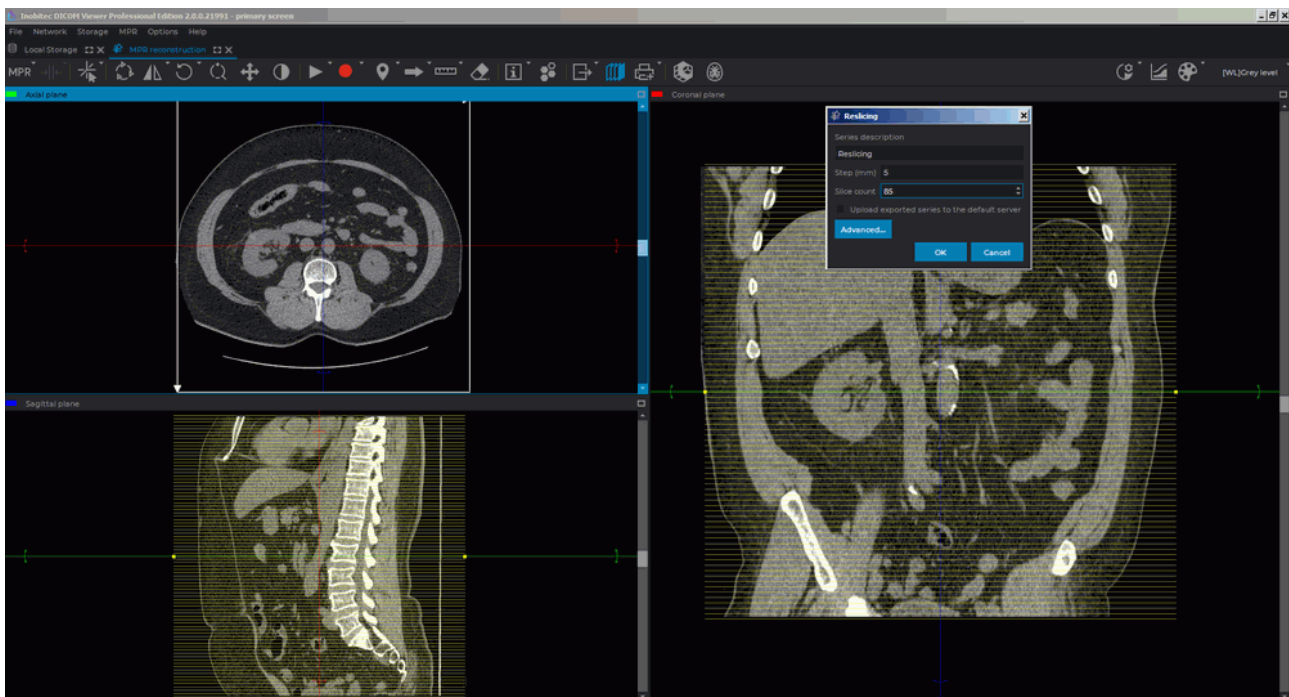 Inobitec DICOM Viewer Professional Edition 2.0.0.21991 - primary screen
File Network Storage MPR Options Help
Local Storage MPR reconstruction
MPR [WL]Grey level
Axial plane
Coronal plane
Reslicing
Series description
Reslicing
Step (mm) 5
Slice count 85
Upload exported series to the default server
Advanced...
OK Cancel
Sagittal plane